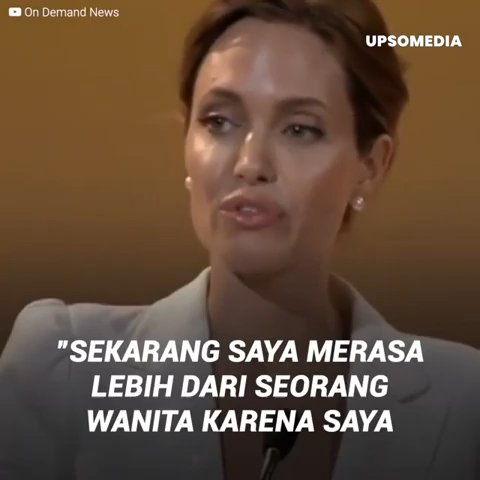 On Demand News
UPSOMEDIA
"SEKARANG SAYA MERASA
LEBIH DARI SEORANG
WANITA KARENA SAYA